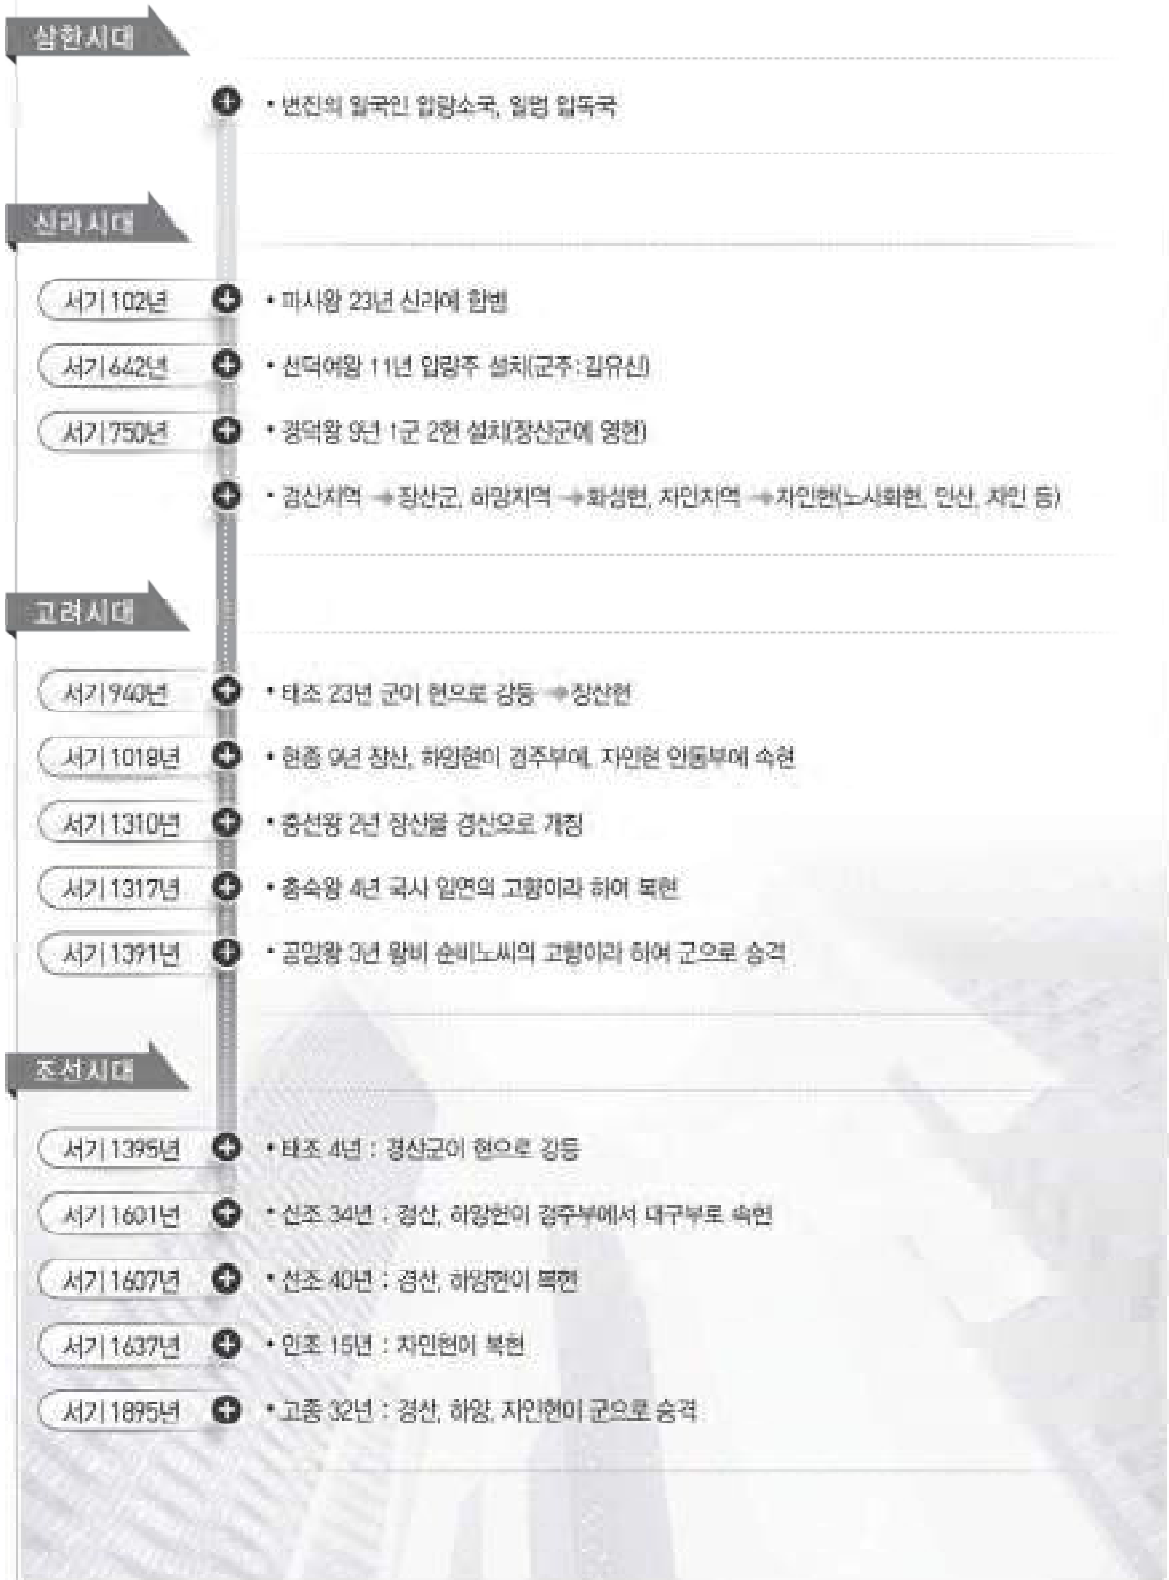 삼한시대
• 변진의 일국인 압량소국, 일명 압독국
신라시대
서기 102년 • 파사왕 23년 신라에 합병
서기 642년 • 선덕여왕 11년 압량주 설치(군주:김유신)
서기 750년 • 경덕왕 9년 1군 2현 설치(장산군에 영현)
• 경산지역 → 장산군, 하양지역 → 화성현, 자인지역 → 자인현(노사화현, 인산, 자인 등)
고려시대
서기 940년 • 태조 23년 군이 현으로 강등 → 장산현
서기 1018년 • 현종 9년 장산, 하양현이 경주부에, 자인현 안동부에 속현
서기 1310년 • 충선왕 2년 장산을 경산으로 개칭
서기 1317년 • 충숙왕 4년 국사 일연의 고향이라 하여 복현
서기 1391년 • 공양왕 3년 왕비 순비노씨의 고향이라 하여 군으로 승격
조선시대
서기 1395년 • 태조 4년 : 경산군이 현으로 강등
서기 1601년 • 선조 34년 : 경산, 하양현이 경주부에서 대구부로 속현
서기 1607년 • 선조 40년 : 경산, 하양현이 복현
서기 1637년 • 인조 15년 : 자인현이 복현
서기 1895년 • 고종 32년 : 경산, 하양, 자인현이 군으로 승격